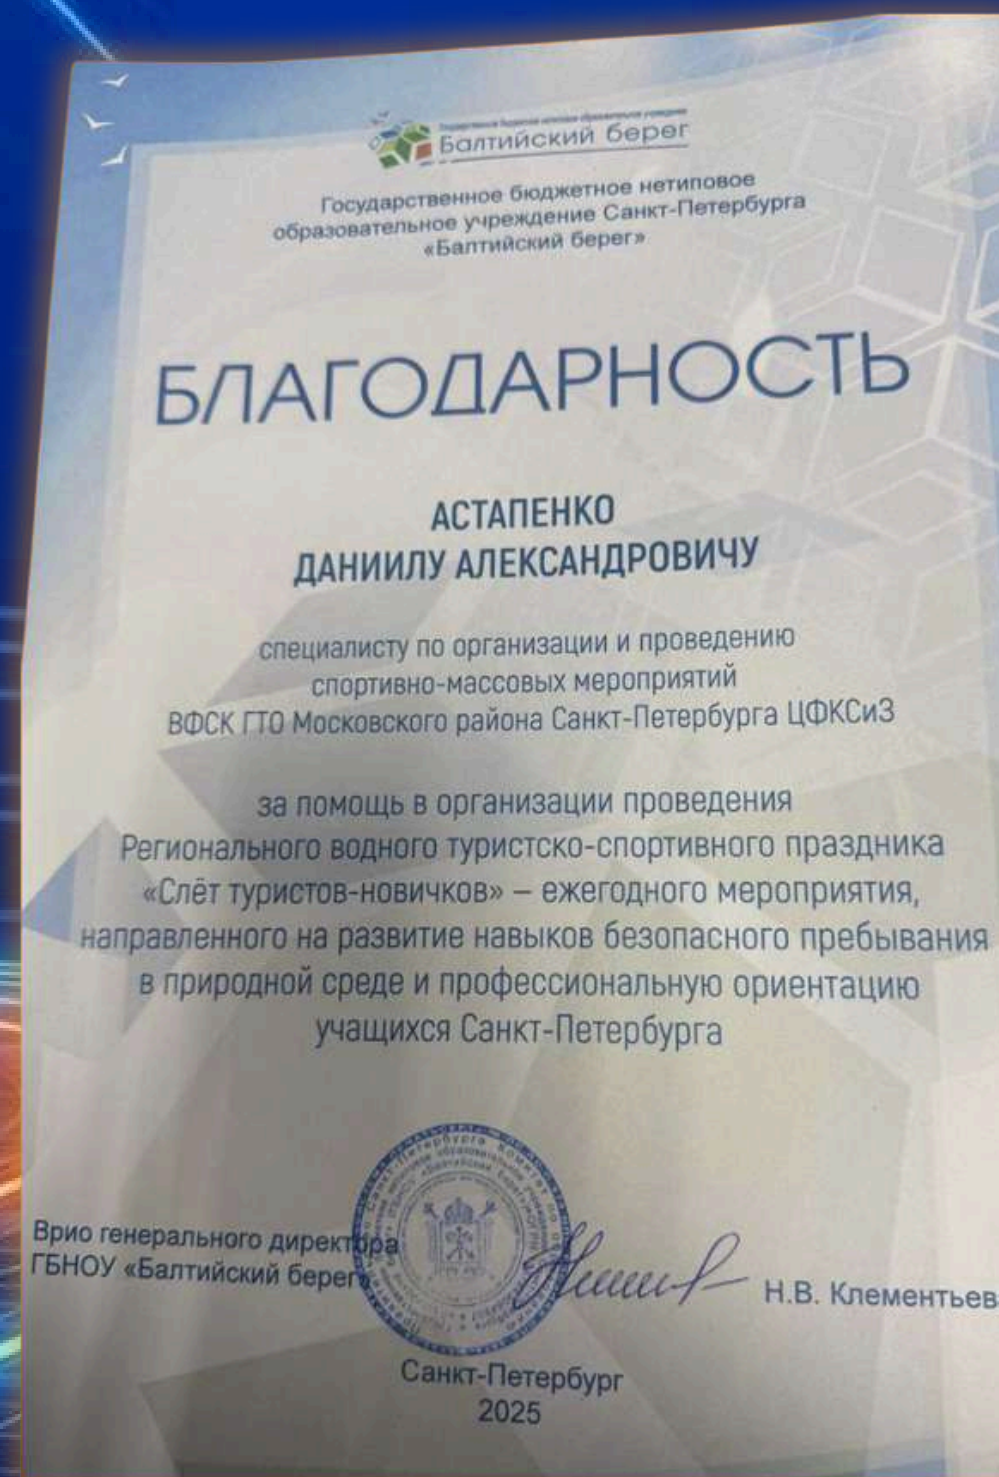 Балтийский берег
Государственное бюджетное нетиповое
образовательное учреждение Санкт-Петербурга
«Балтийский берег»
БЛАГОДАРНОСТЬ
АСТАПЕНКО
ДАНИИЛУ АЛЕКСАНДРОВИЧУ
специалисту по организации и проведению
спортивно-массовых мероприятий
ВФСК ГТО Московского района Санкт-Петербурга ЦФКСиЗ
за помощь в организации проведения
Регионального водного туристско-спортивного праздника
«Слёт туристов-новичков» – ежегодного мероприятия,
направленного на развитие навыков безопасного пребывания
в природной среде и профессиональную ориентацию
учащихся Санкт-Петербурга
Врио генерального директора
ГБНОУ «Балтийский берег»
Н.В. Клементьев
Санкт-Петербург
2025